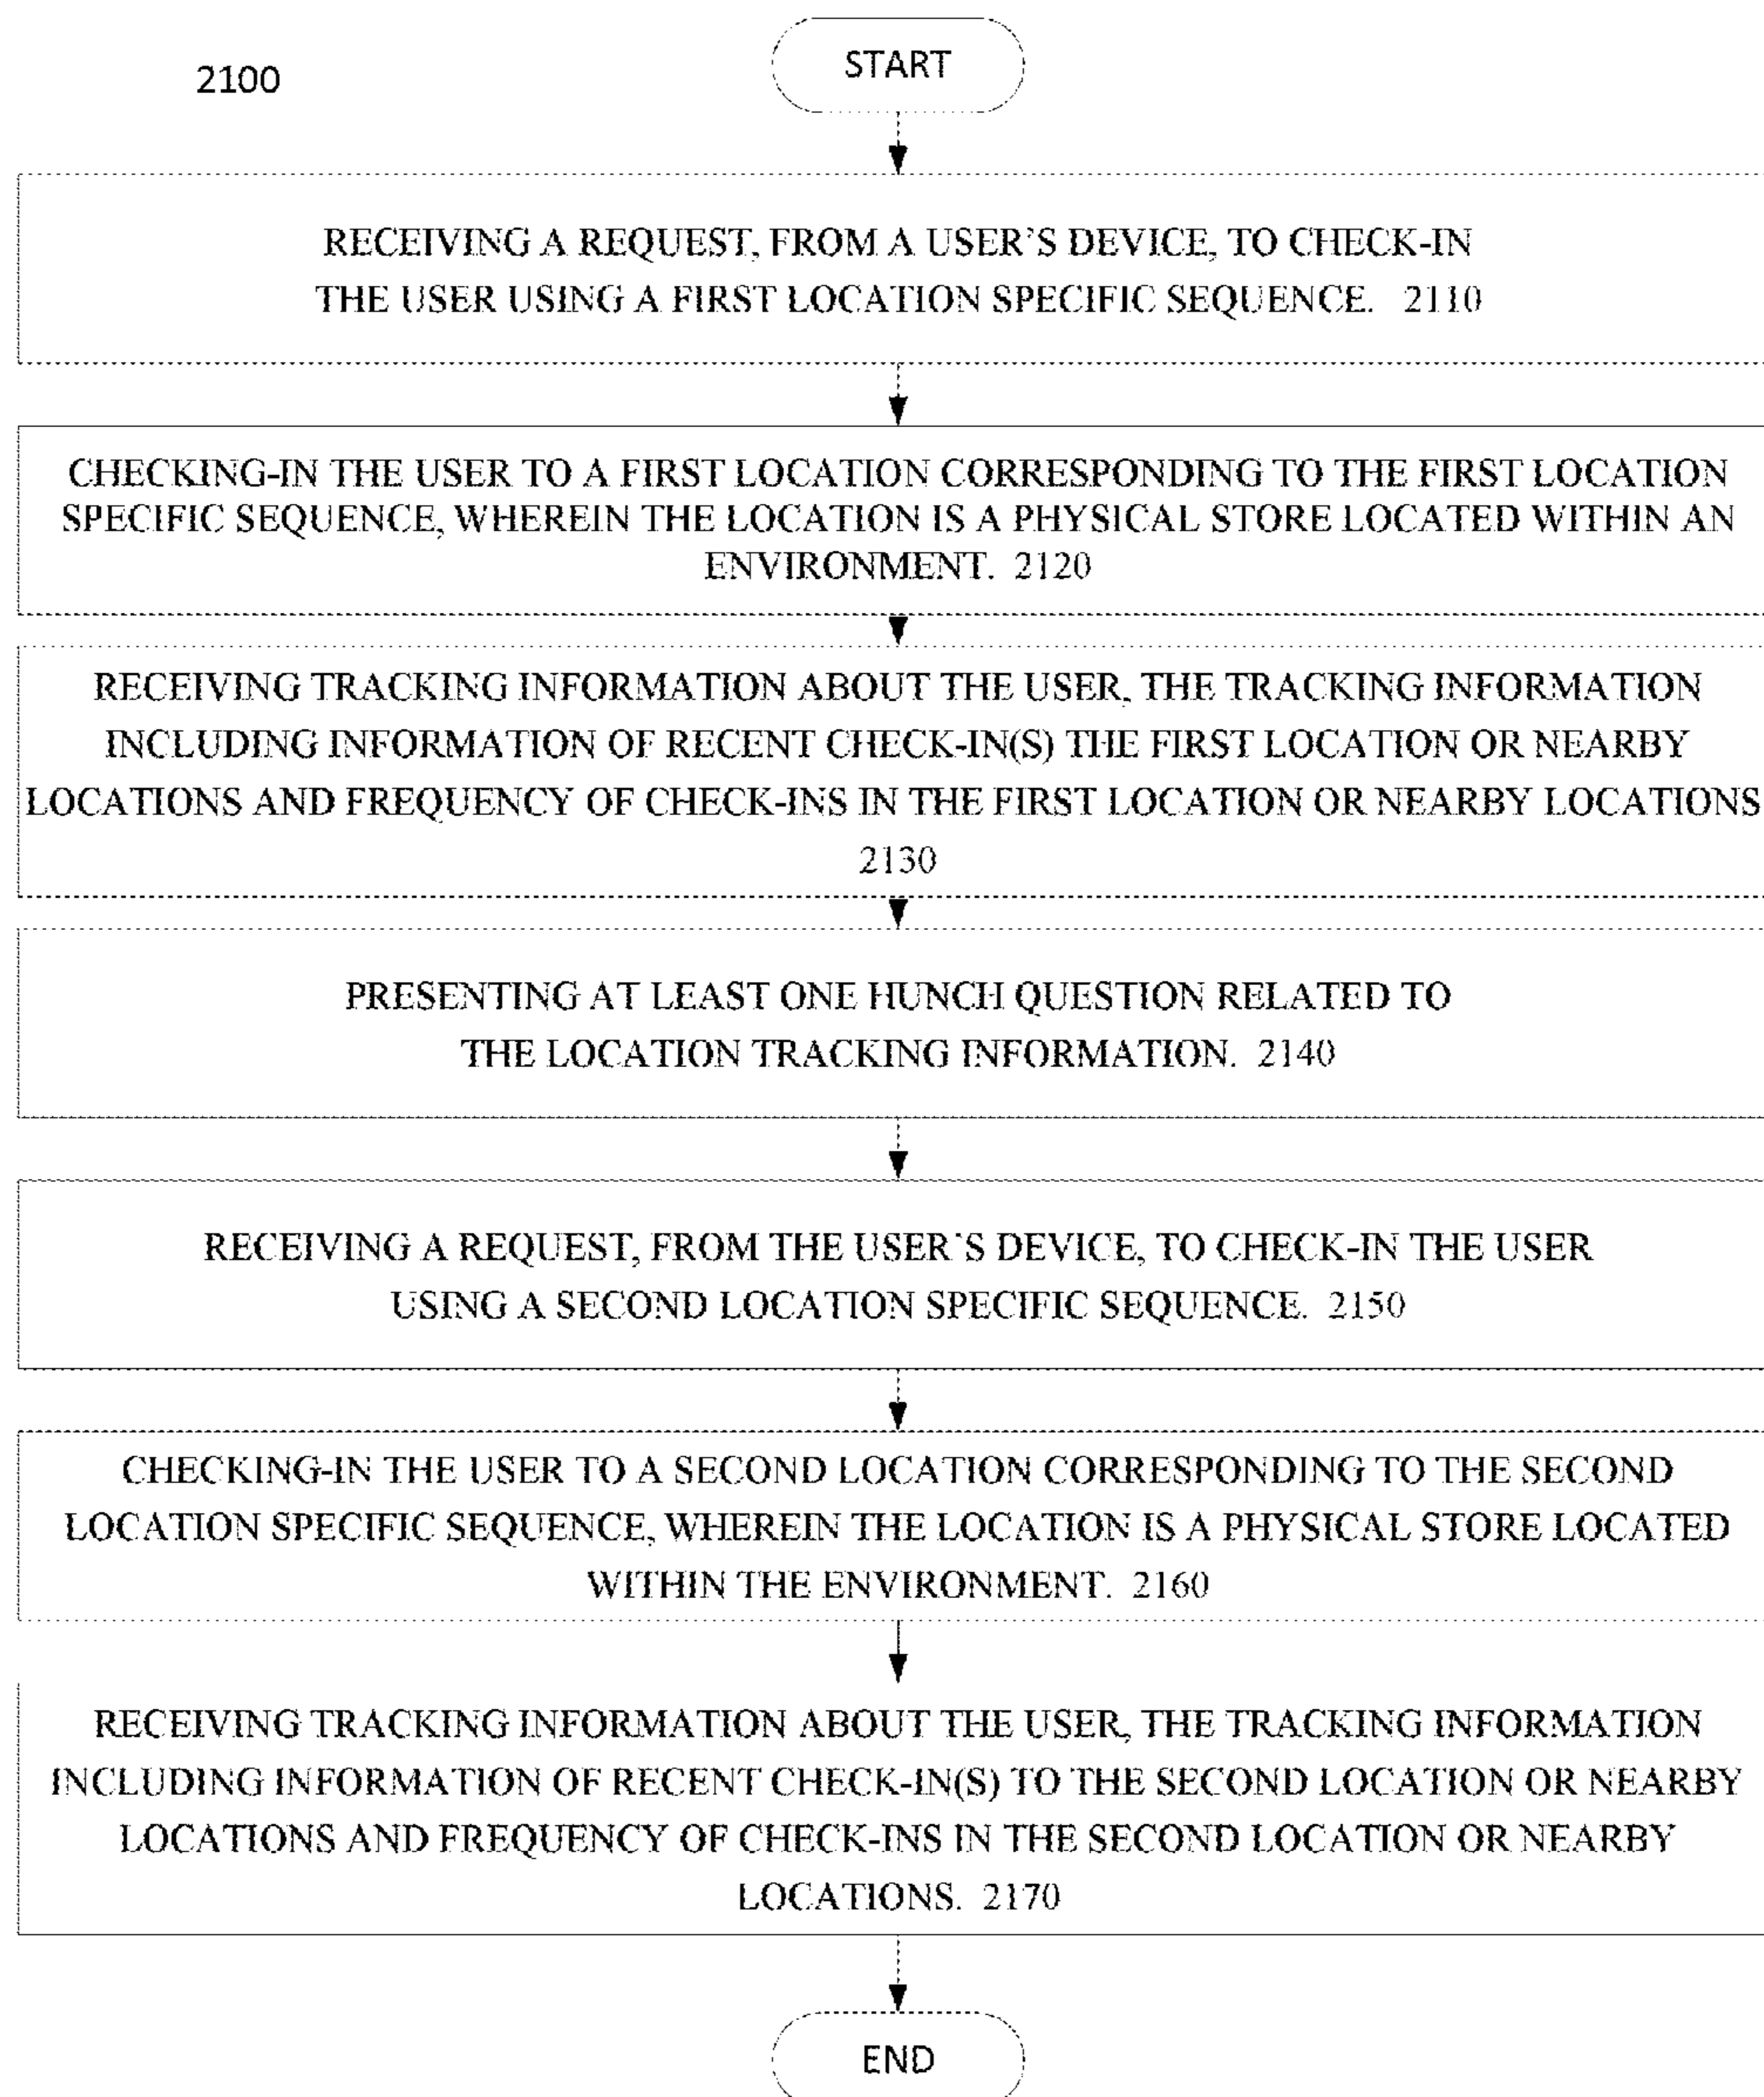 2100
START
RECEIVING A REQUEST, FROM A USER'S DEVICE, TO CHECK-IN
THE USER USING A FIRST LOCATION SPECIFIC SEQUENCE. 2110
CHECKING-IN THE USER TO A FIRST LOCATION CORRESPONDING TO THE FIRST LOCATION
SPECIFIC SEQUENCE, WHEREIN THE LOCATION IS A PHYSICAL STORE LOCATED WITHIN AN
ENVIRONMENT. 2120
RECEIVING TRACKING INFORMATION ABOUT THE USER, THE TRACKING INFORMATION
INCLUDING INFORMATION OF RECENT CHECK-IN(S) THE FIRST LOCATION OR NEARBY
LOCATIONS AND FREQUENCY OF CHECK-INS IN THE FIRST LOCATION OR NEARBY LOCATIONS
2130
PRESENTING AT LEAST ONE HUNCH QUESTION RELATED TO
THE LOCATION TRACKING INFORMATION. 2140
RECEIVING A REQUEST, FROM THE USER'S DEVICE, TO CHECK-IN THE USER
USING A SECOND LOCATION SPECIFIC SEQUENCE. 2150
CHECKING-IN THE USER TO A SECOND LOCATION CORRESPONDING TO THE SECOND
LOCATION SPECIFIC SEQUENCE, WHEREIN THE LOCATION IS A PHYSICAL STORE LOCATED
WITHIN THE ENVIRONMENT. 2160
RECEIVING TRACKING INFORMATION ABOUT THE USER, THE TRACKING INFORMATION
INCLUDING INFORMATION OF RECENT CHECK-IN(S) TO THE SECOND LOCATION OR NEARBY
LOCATIONS AND FREQUENCY OF CHECK-INS IN THE SECOND LOCATION OR NEARBY
LOCATIONS. 2170
END